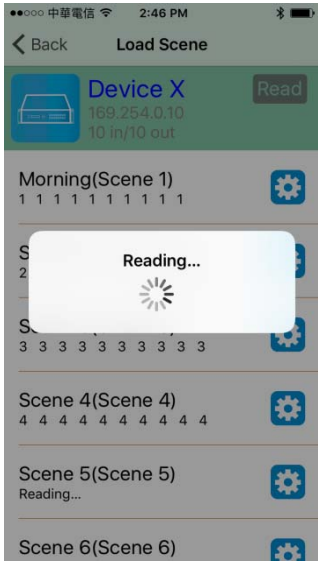 中華電信 2:46 PM
Back Load Scene
Device X Read
169.254.0.10
10 in/10 out
Morning(Scene 1)
1 1 1 1 1 1 1 1 1 1
S
2
Reading...
3 3 3 3 3 3 3 3 3 3
Scene 4(Scene 4)
4 4 4 4 4 4 4 4 4 4
Scene 5(Scene 5)
Reading...
Scene 6(Scene 6)